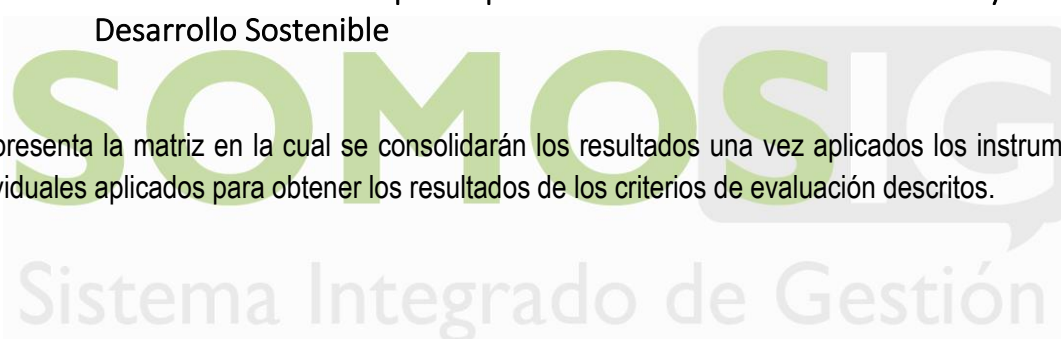 Desarrollo Sostenible
SOMOSIG
presenta la matriz en la cual se consolidarán los resultados una vez aplicados los instrum
viduales aplicados para obtener los resultados de los criterios de evaluación descritos.
Sistema Integrado de Gestión